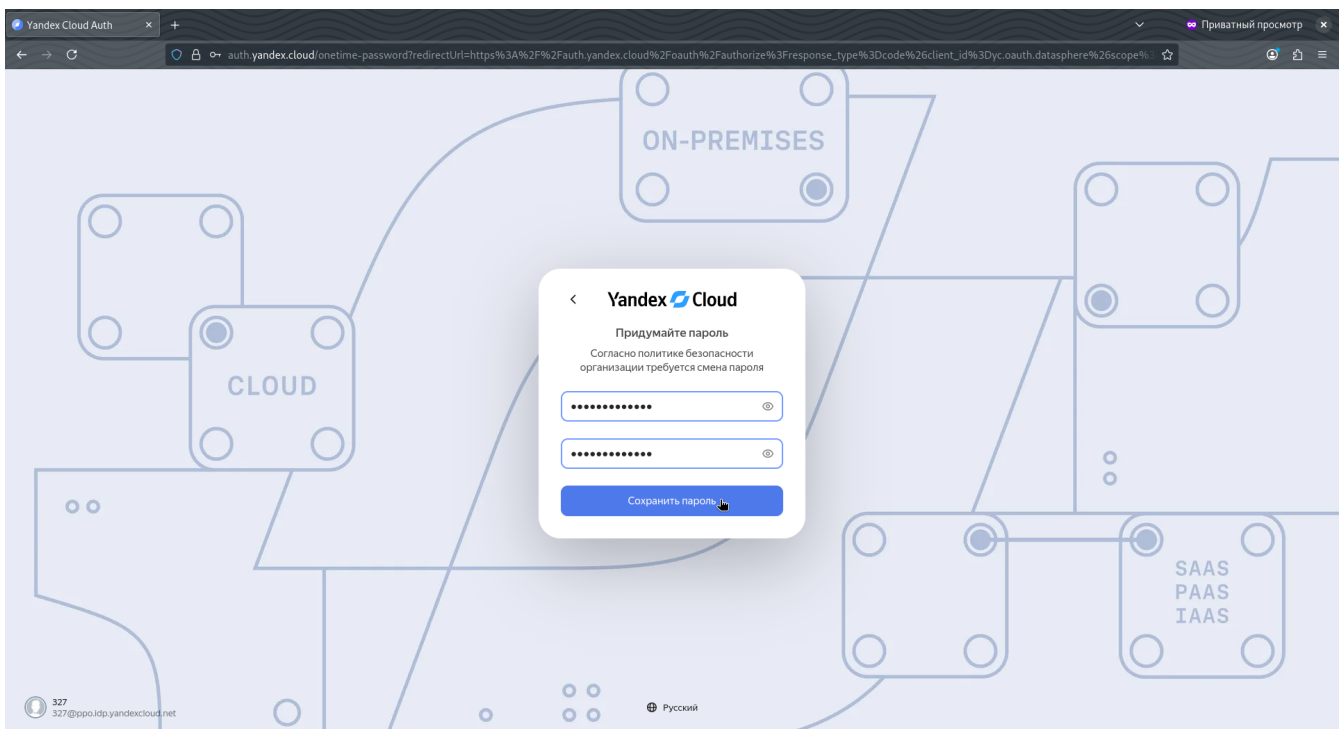 Yandex Cloud Auth
Приватный просмотр
auth.yandex.cloud/onetime-password?redirectUrl=https%3A%2F%2Fauth.yandex.cloud%2Foauth%2Fauthorize%3Fresponse_type%3Dcode%26client_id%3Dyc.oauth.datasphere%26scope%
ON-PREMISES
CLOUD
Yandex Cloud
Придумайте пароль
Согласно политике безопасности
организации требуется смена пароля
•••••••••••••
•••••••••••••
Сохранить пароль
SAAS
PAAS
IAAS
327
327@ppo.idp.yandexcloud.net
Русский